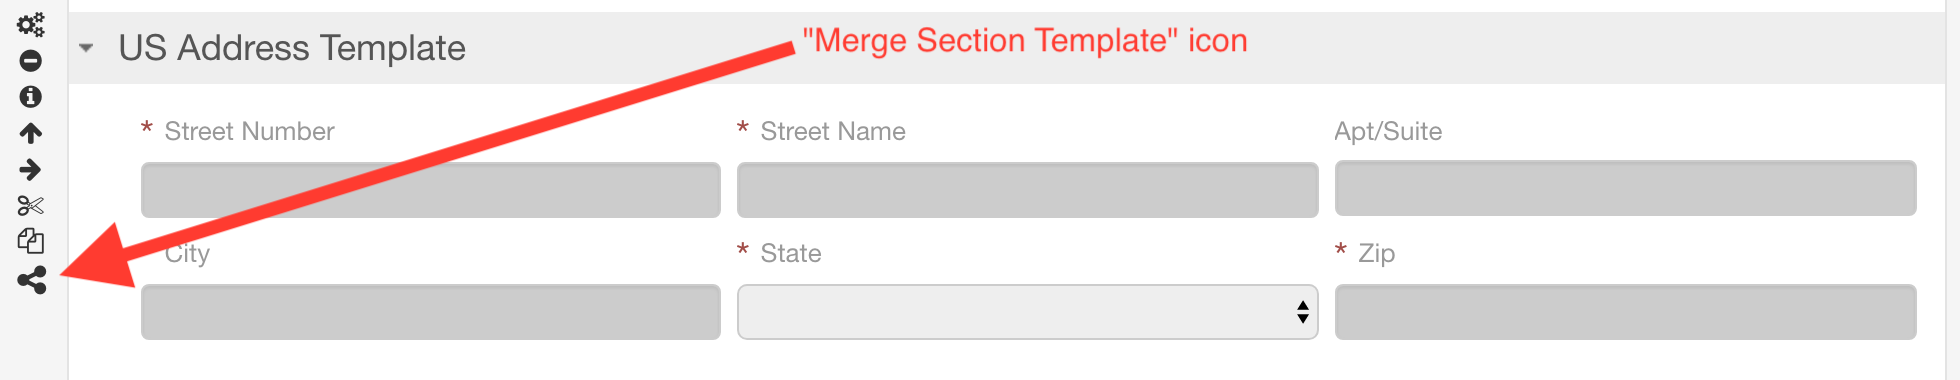 US Address Template
"Merge Section Template" icon
* Street Number
* Street Name
Apt/Suite
City
* State
* Zip